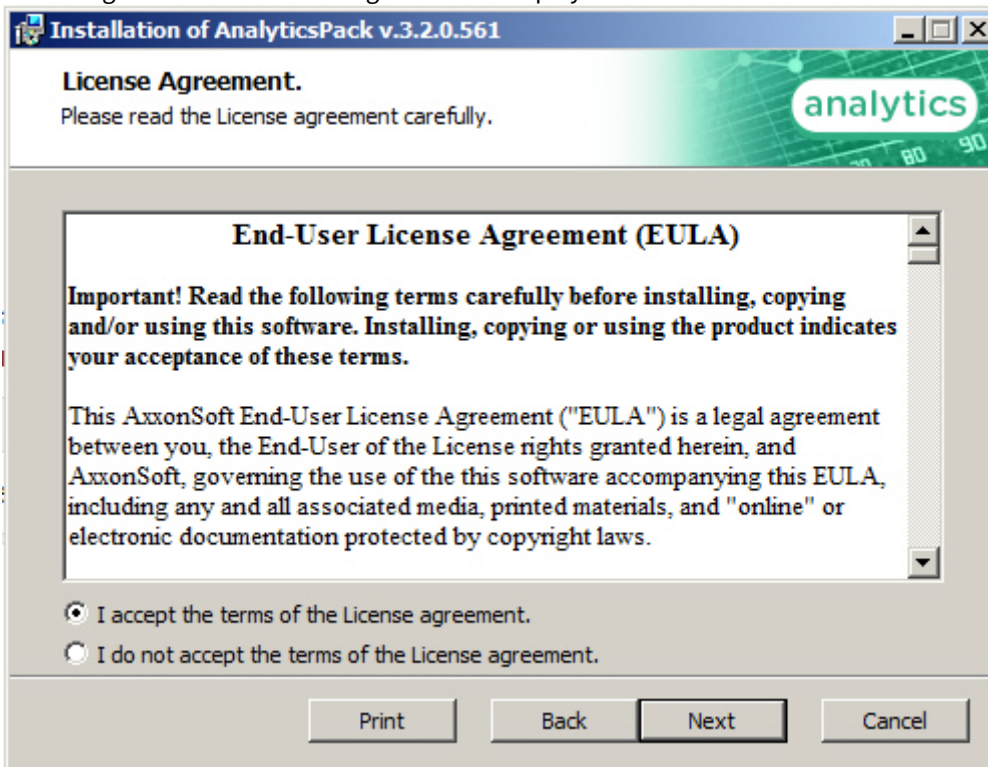 Installation of AnalyticsPack v.3.2.0.561
License Agreement.
Please read the License agreement carefully.
analytics
80 90
End-User License Agreement (EULA)
Important! Read the following terms carefully before installing, copying
and/or using this software. Installing, copying or using the product indicates
your acceptance of these terms.
This AxxonSoft End-User License Agreement ("EULA") is a legal agreement
between you, the End-User of the License rights granted herein, and
AxxonSoft, governing the use of the this software accompanying this EULA,
including any and all associated media, printed materials, and "online" or
electronic documentation protected by copyright laws.
I accept the terms of the License agreement.
I do not accept the terms of the License agreement.
Print Back Next Cancel